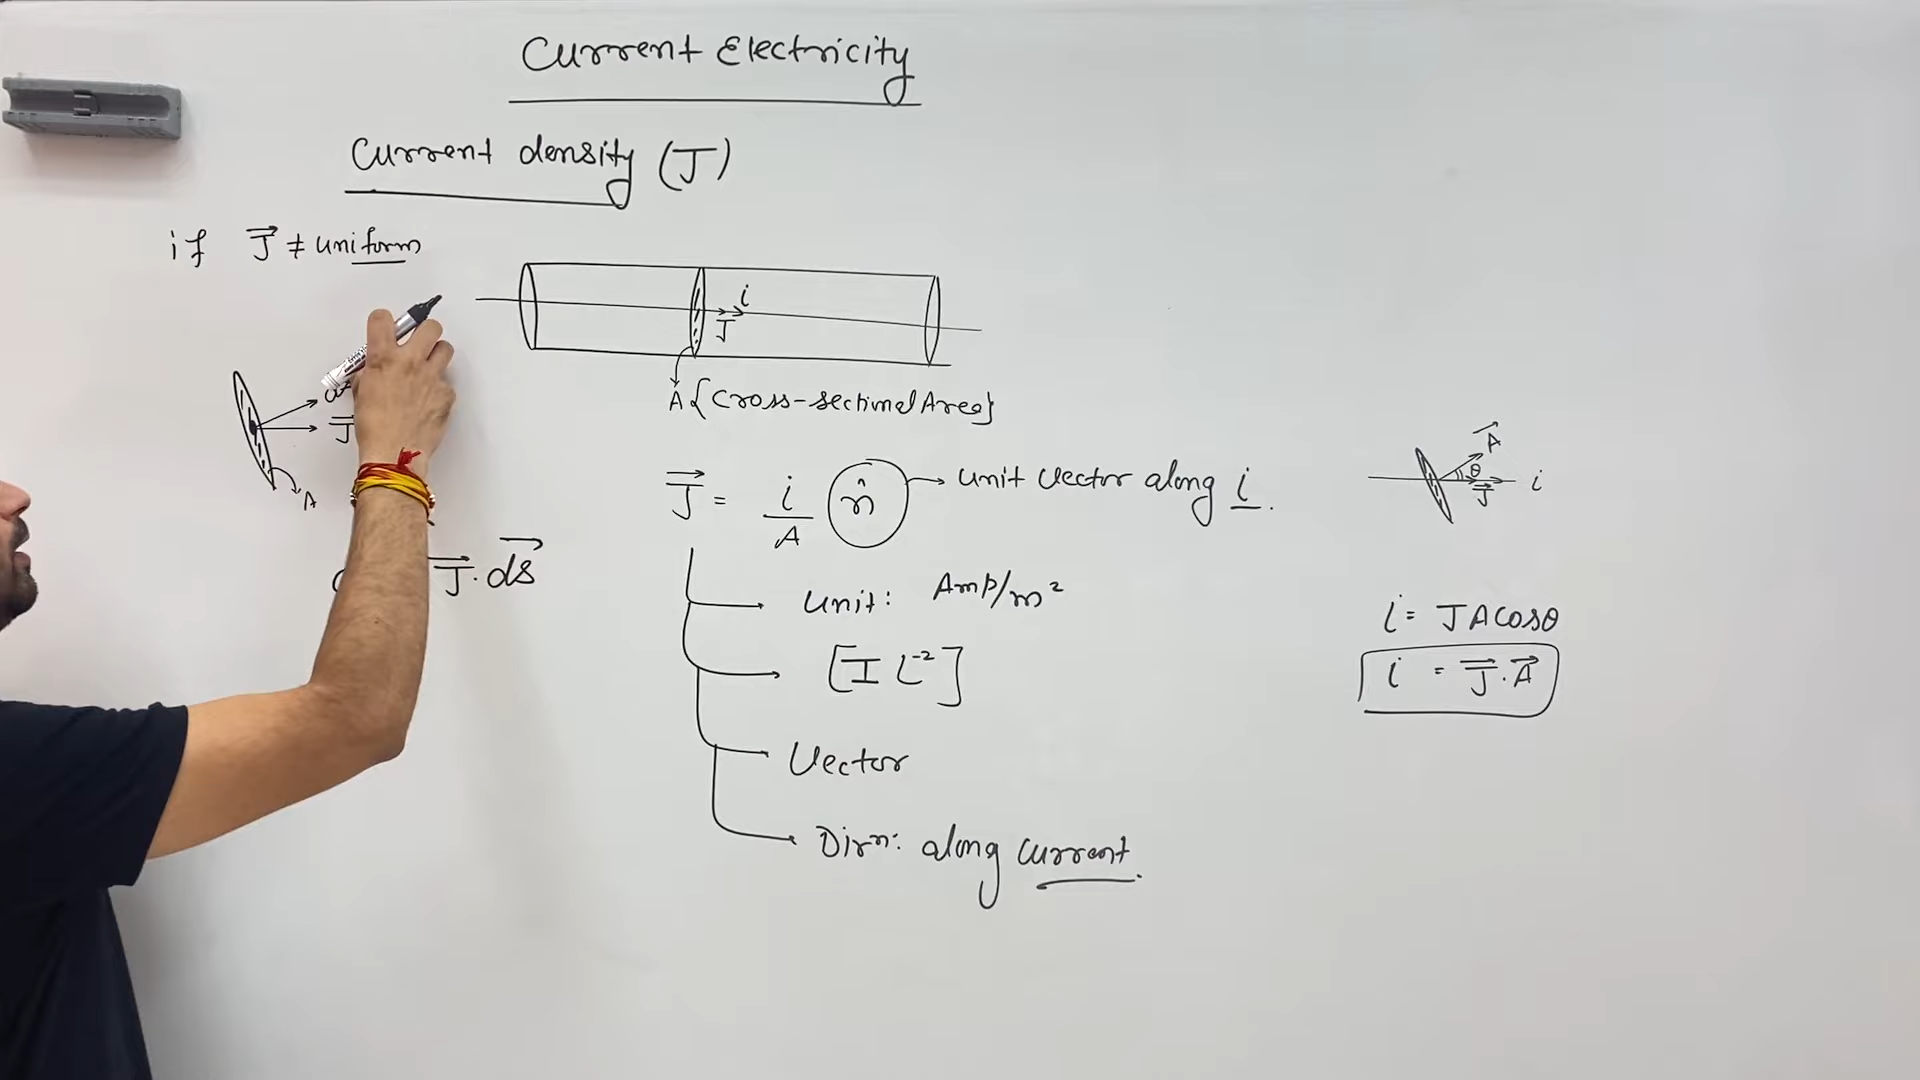 Current Electricity
Current density (J)
if J⃗ ≠ uniform
i
J
A {Cross-sectional Area}
J⃗
A
J⃗ . ds⃗
J⃗ = i/A n̂ → unit vector along i.
Unit: Amp/m²
[I L⁻²]
Vector
Dirⁿ: along current.
A⃗
θ
J⃗
i
i = JA cosθ
i = J⃗ . A⃗